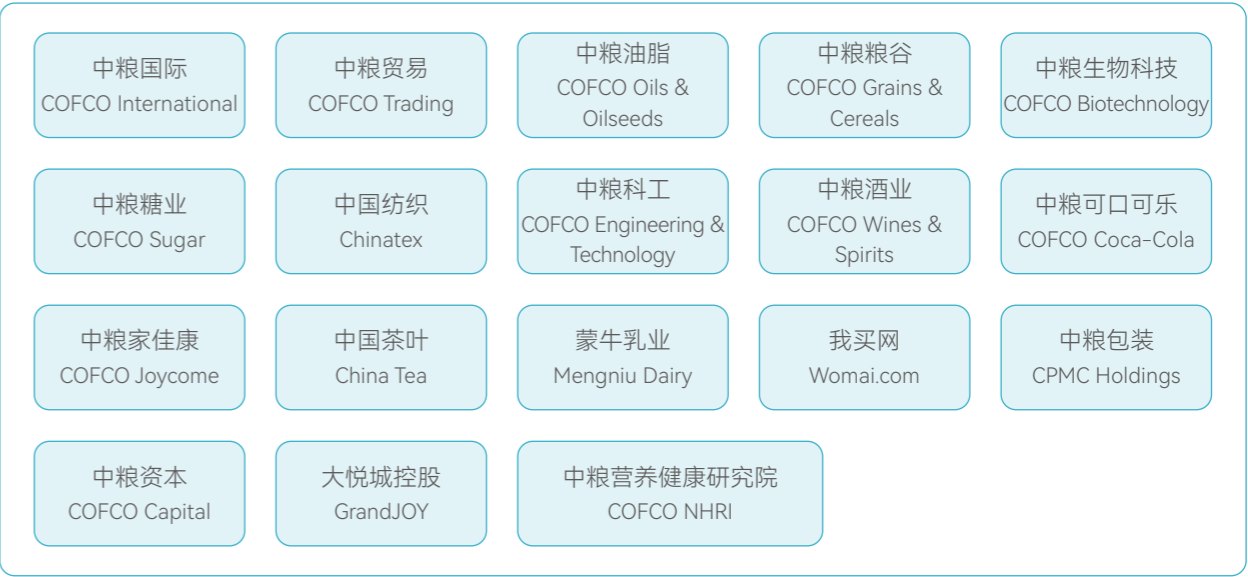 中粮国际
COFCO International
中粮贸易
COFCO Trading
中粮油脂
COFCO Oils &
Oilseeds
中粮粮谷
COFCO Grains &
Cereals
中粮生物科技
COFCO Biotechnology
中粮糖业
COFCO Sugar
中国纺织
Chinatex
中粮科工
COFCO Engineering &
Technology
中粮酒业
COFCO Wines &
Spirits
中粮可口可乐
COFCO Coca-Cola
中粮家佳康
COFCO Joycome
中国茶叶
China Tea
蒙牛乳业
Mengniu Dairy
我买网
Womai.com
中粮包装
CPMC Holdings
中粮资本
COFCO Capital
大悦城控股
GrandJOY
中粮营养健康研究院
COFCO NHRI